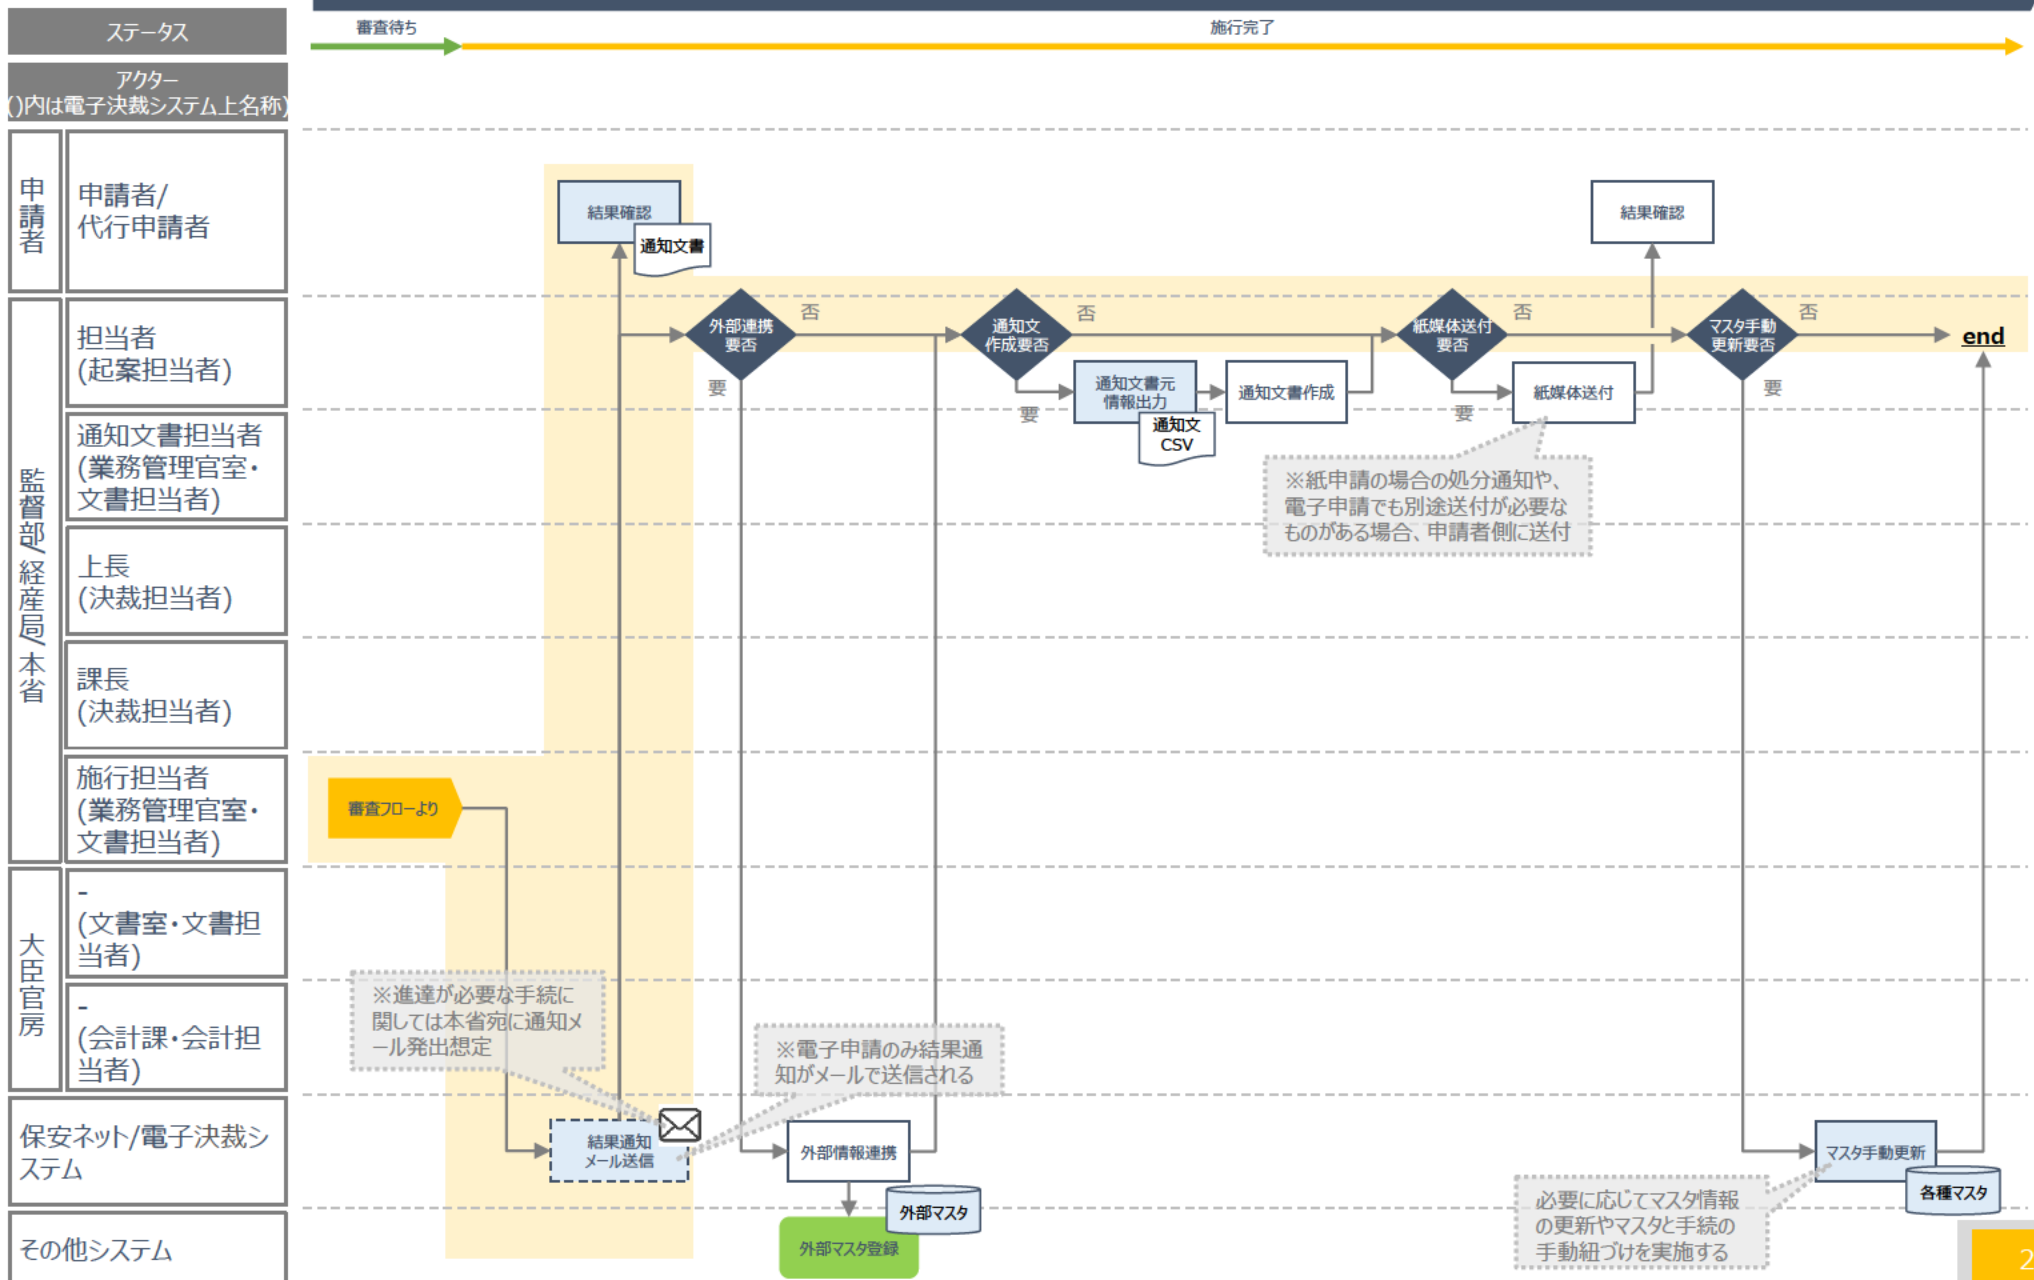 ステータス
審査待ち
施行完了
アクター
()内は電子決裁システム上名称)
申請者
申請者/
代行申請者
結果確認
通知文書
結果確認
監督部/経産局/本省
担当者
(起案担当者)
外部連携
要否
否
要
通知文
作成要否
否
要
通知文書元
情報出力
通知文
CSV
通知文書作成
紙媒体送付
要否
否
要
紙媒体送付
マスタ手動
更新要否
否
要
end
通知文書担当者
(業務管理官室・
文書担当者)
※紙申請の場合の処分通知や、
電子申請でも別途送付が必要な
ものがある場合、申請者側に送付
上長
(決裁担当者)
課長
(決裁担当者)
施行担当者
(業務管理官室・
文書担当者)
審査フローより
大臣官房
-
(文書室・文書担
当者)
-
(会計課・会計担
当者)
※進達が必要な手続に
関しては本省宛に通知メ
ール発出想定
※電子申請のみ結果通
知がメールで送信される
保安ネット/電子決裁シ
ステム
結果通知
メール送信
外部情報連携
外部マスタ
マスタ手動更新
各種マスタ
必要に応じてマスタ情報
の更新やマスタと手続の
手動紐づけを実施する
その他システム
外部マスタ登録
2